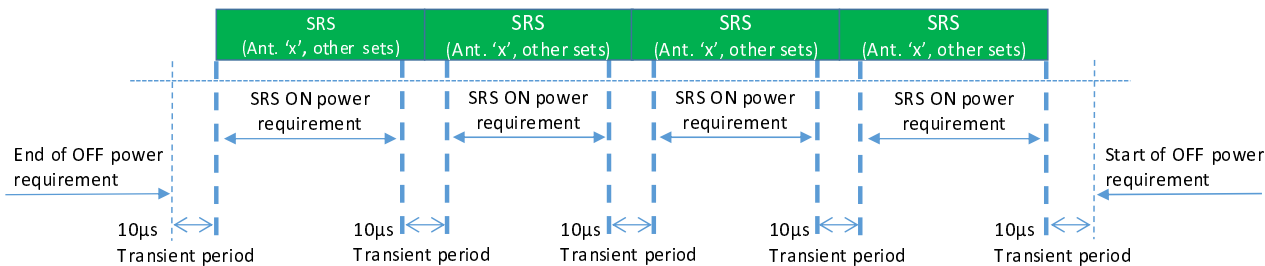 SRS
(Ant. ‘x’, other sets)
SRS
(Ant. ‘x’, other sets)
SRS
(Ant. ‘x’, other sets)
SRS
(Ant. ‘x’, other sets)
SRS ON power
requirement
SRS ON power
requirement
SRS ON power
requirement
SRS ON power
requirement
End of OFF power
requirement
Start of OFF power
requirement
10µs
Transient period
10µs
Transient period
10µs
Transient period
10µs
Transient period
10µs
Transient period